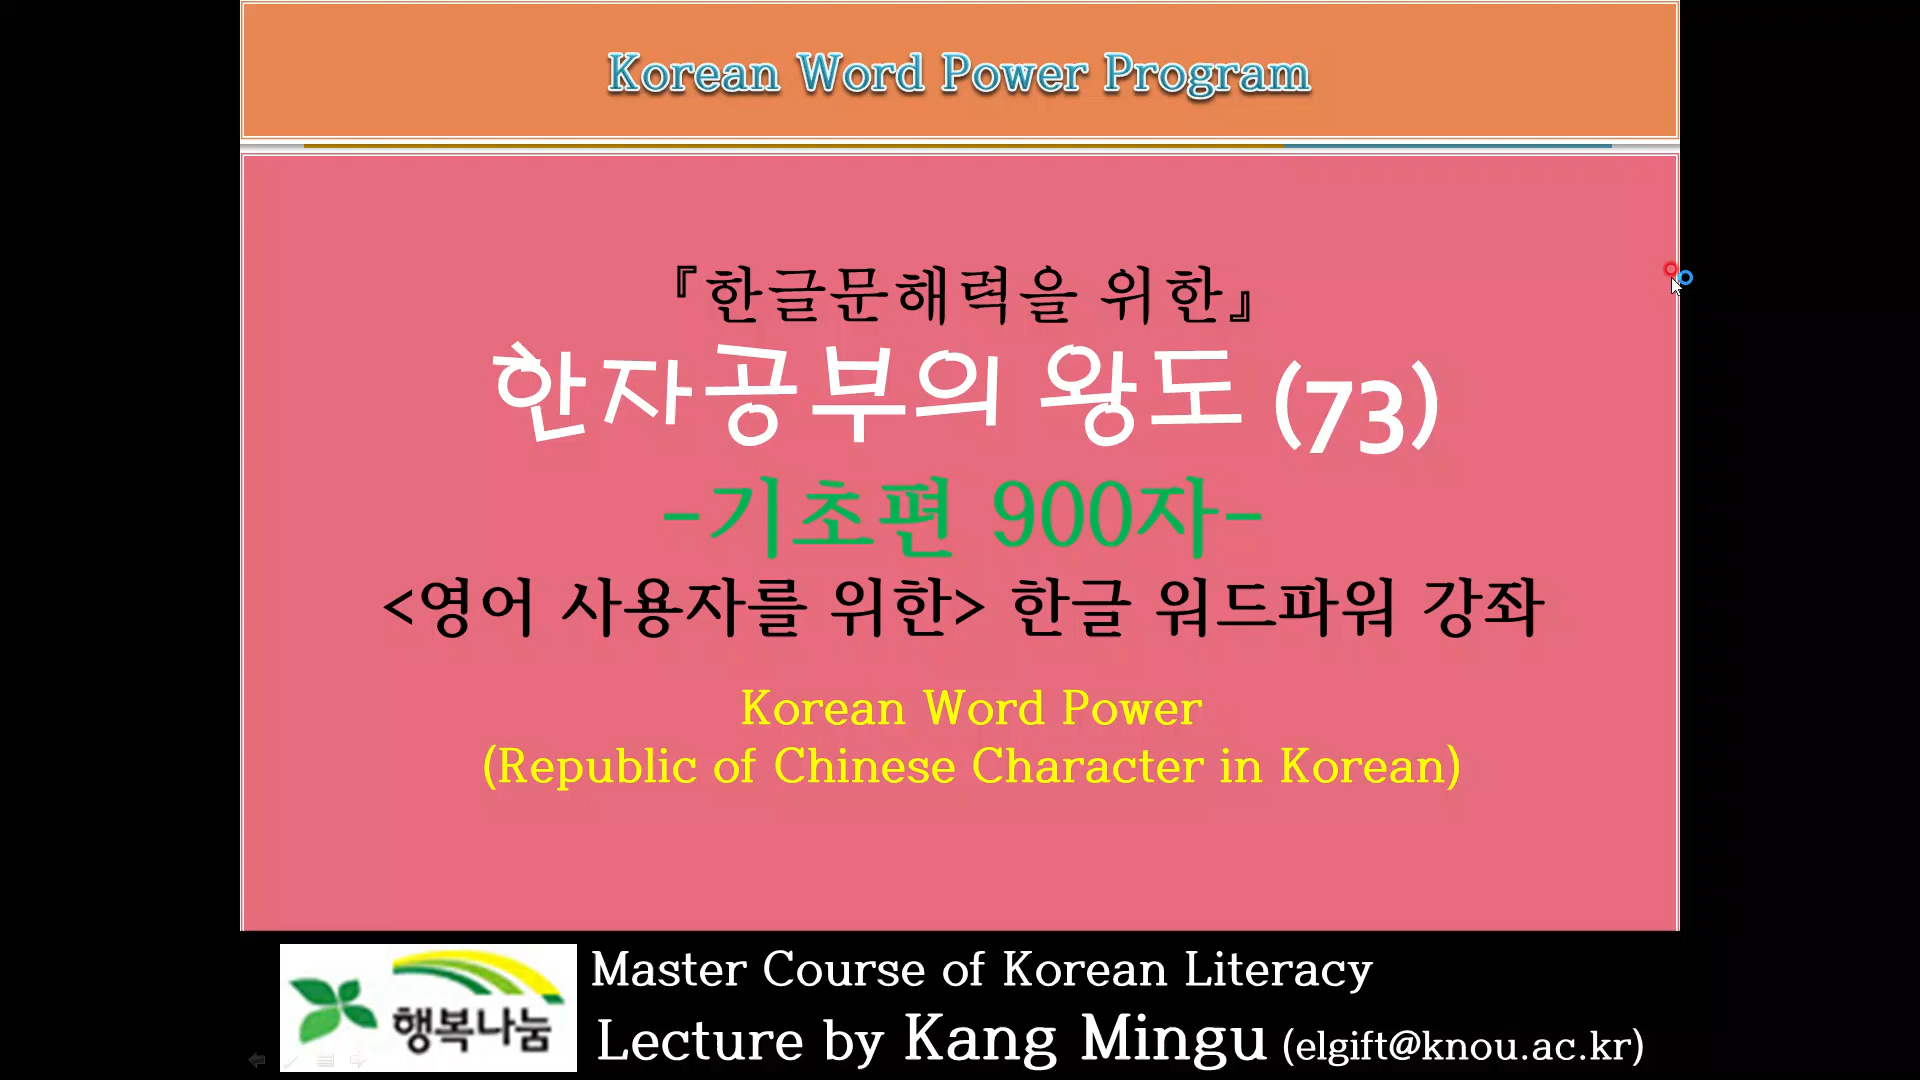 Korean Word Power Program
『한글문해력을 위한』
한자공부의 왕도 (73)
-기초편 900자-
<영어 사용자를 위한> 한글 워드파워 강좌
Korean Word Power
(Republic of Chinese Character in Korean)
행복나눔
Master Course of Korean Literacy
Lecture by Kang Mingu (elgift@knou.ac.kr)